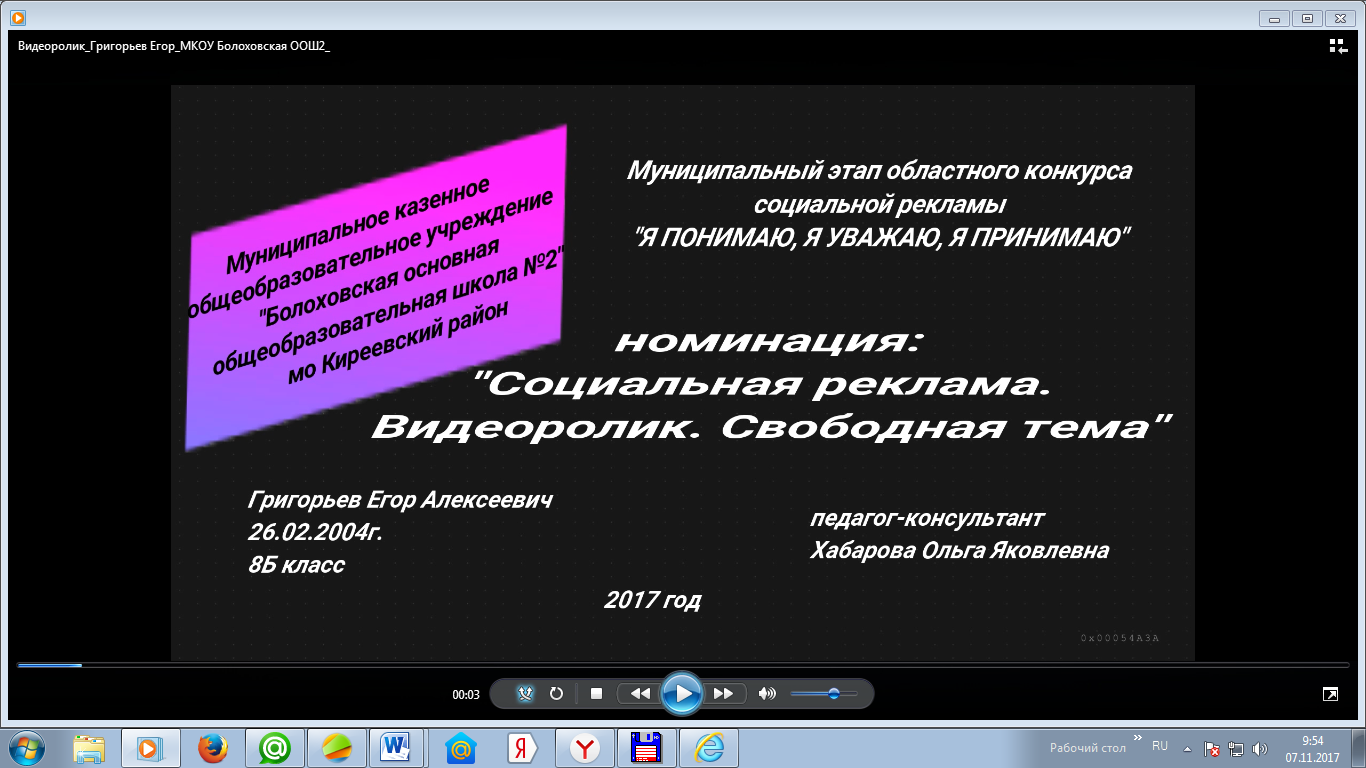 Видеоролик_Григорьев Егор_МКОУ Болоховская ООШ2_
Муниципальное казенное
общеобразовательное учреждение
"Болоховская основная
общеобразовательная школа №2"
мо Киреевский район
Муниципальный этап областного конкурса
социальной рекламы
"Я ПОНИМАЮ, Я УВАЖАЮ, Я ПРИНИМАЮ"
номинация:
"Социальная реклама.
Видеоролик. Свободная тема"
Григорьев Егор Алексеевич
26.02.2004г.
8Б класс
педагог-консультант
Хабарова Ольга Яковлевна
2017 год
0x00054A3A
00:03
Рабочий стол
RU
9:54
07.11.2017